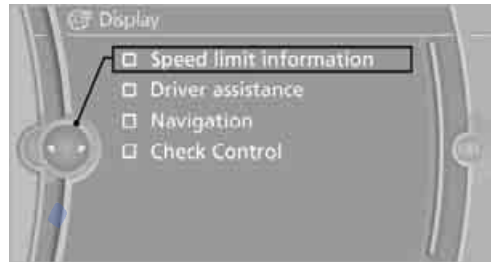 Display
Speed limit information
Driver assistance
Navigation
Check Control